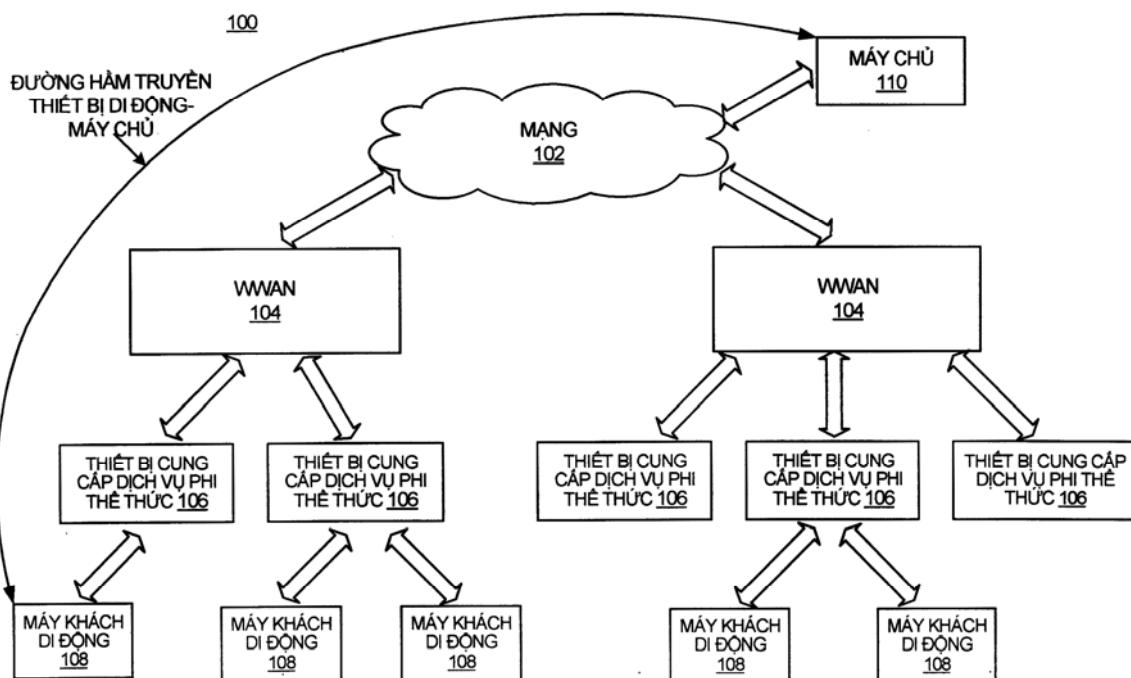 100
ĐƯỜNG HẦM TRUYỀN
THIẾT BỊ DI ĐỘNG-
MÁY CHỦ
MÁY CHỦ
110
MẠNG
102
WWAN
104
WWAN
104
THIẾT BỊ CUNG
CẤP DỊCH VỤ PHI
THỂ THỨC 106
THIẾT BỊ CUNG
CẤP DỊCH VỤ PHI
THỂ THỨC 106
THIẾT BỊ CUNG
CẤP DỊCH VỤ PHI
THỂ THỨC 106
THIẾT BỊ CUNG
CẤP DỊCH VỤ PHI
THỂ THỨC 106
THIẾT BỊ CUNG CẤP
DỊCH VỤ PHI THỂ
THỨC 106
MÁY KHÁCH
DI ĐỘNG
108
MÁY KHÁCH
DI ĐỘNG
108
MÁY KHÁCH
DI ĐỘNG
108
MÁY KHÁCH
DI ĐỘNG
108
MÁY KHÁCH
DI ĐỘNG
108